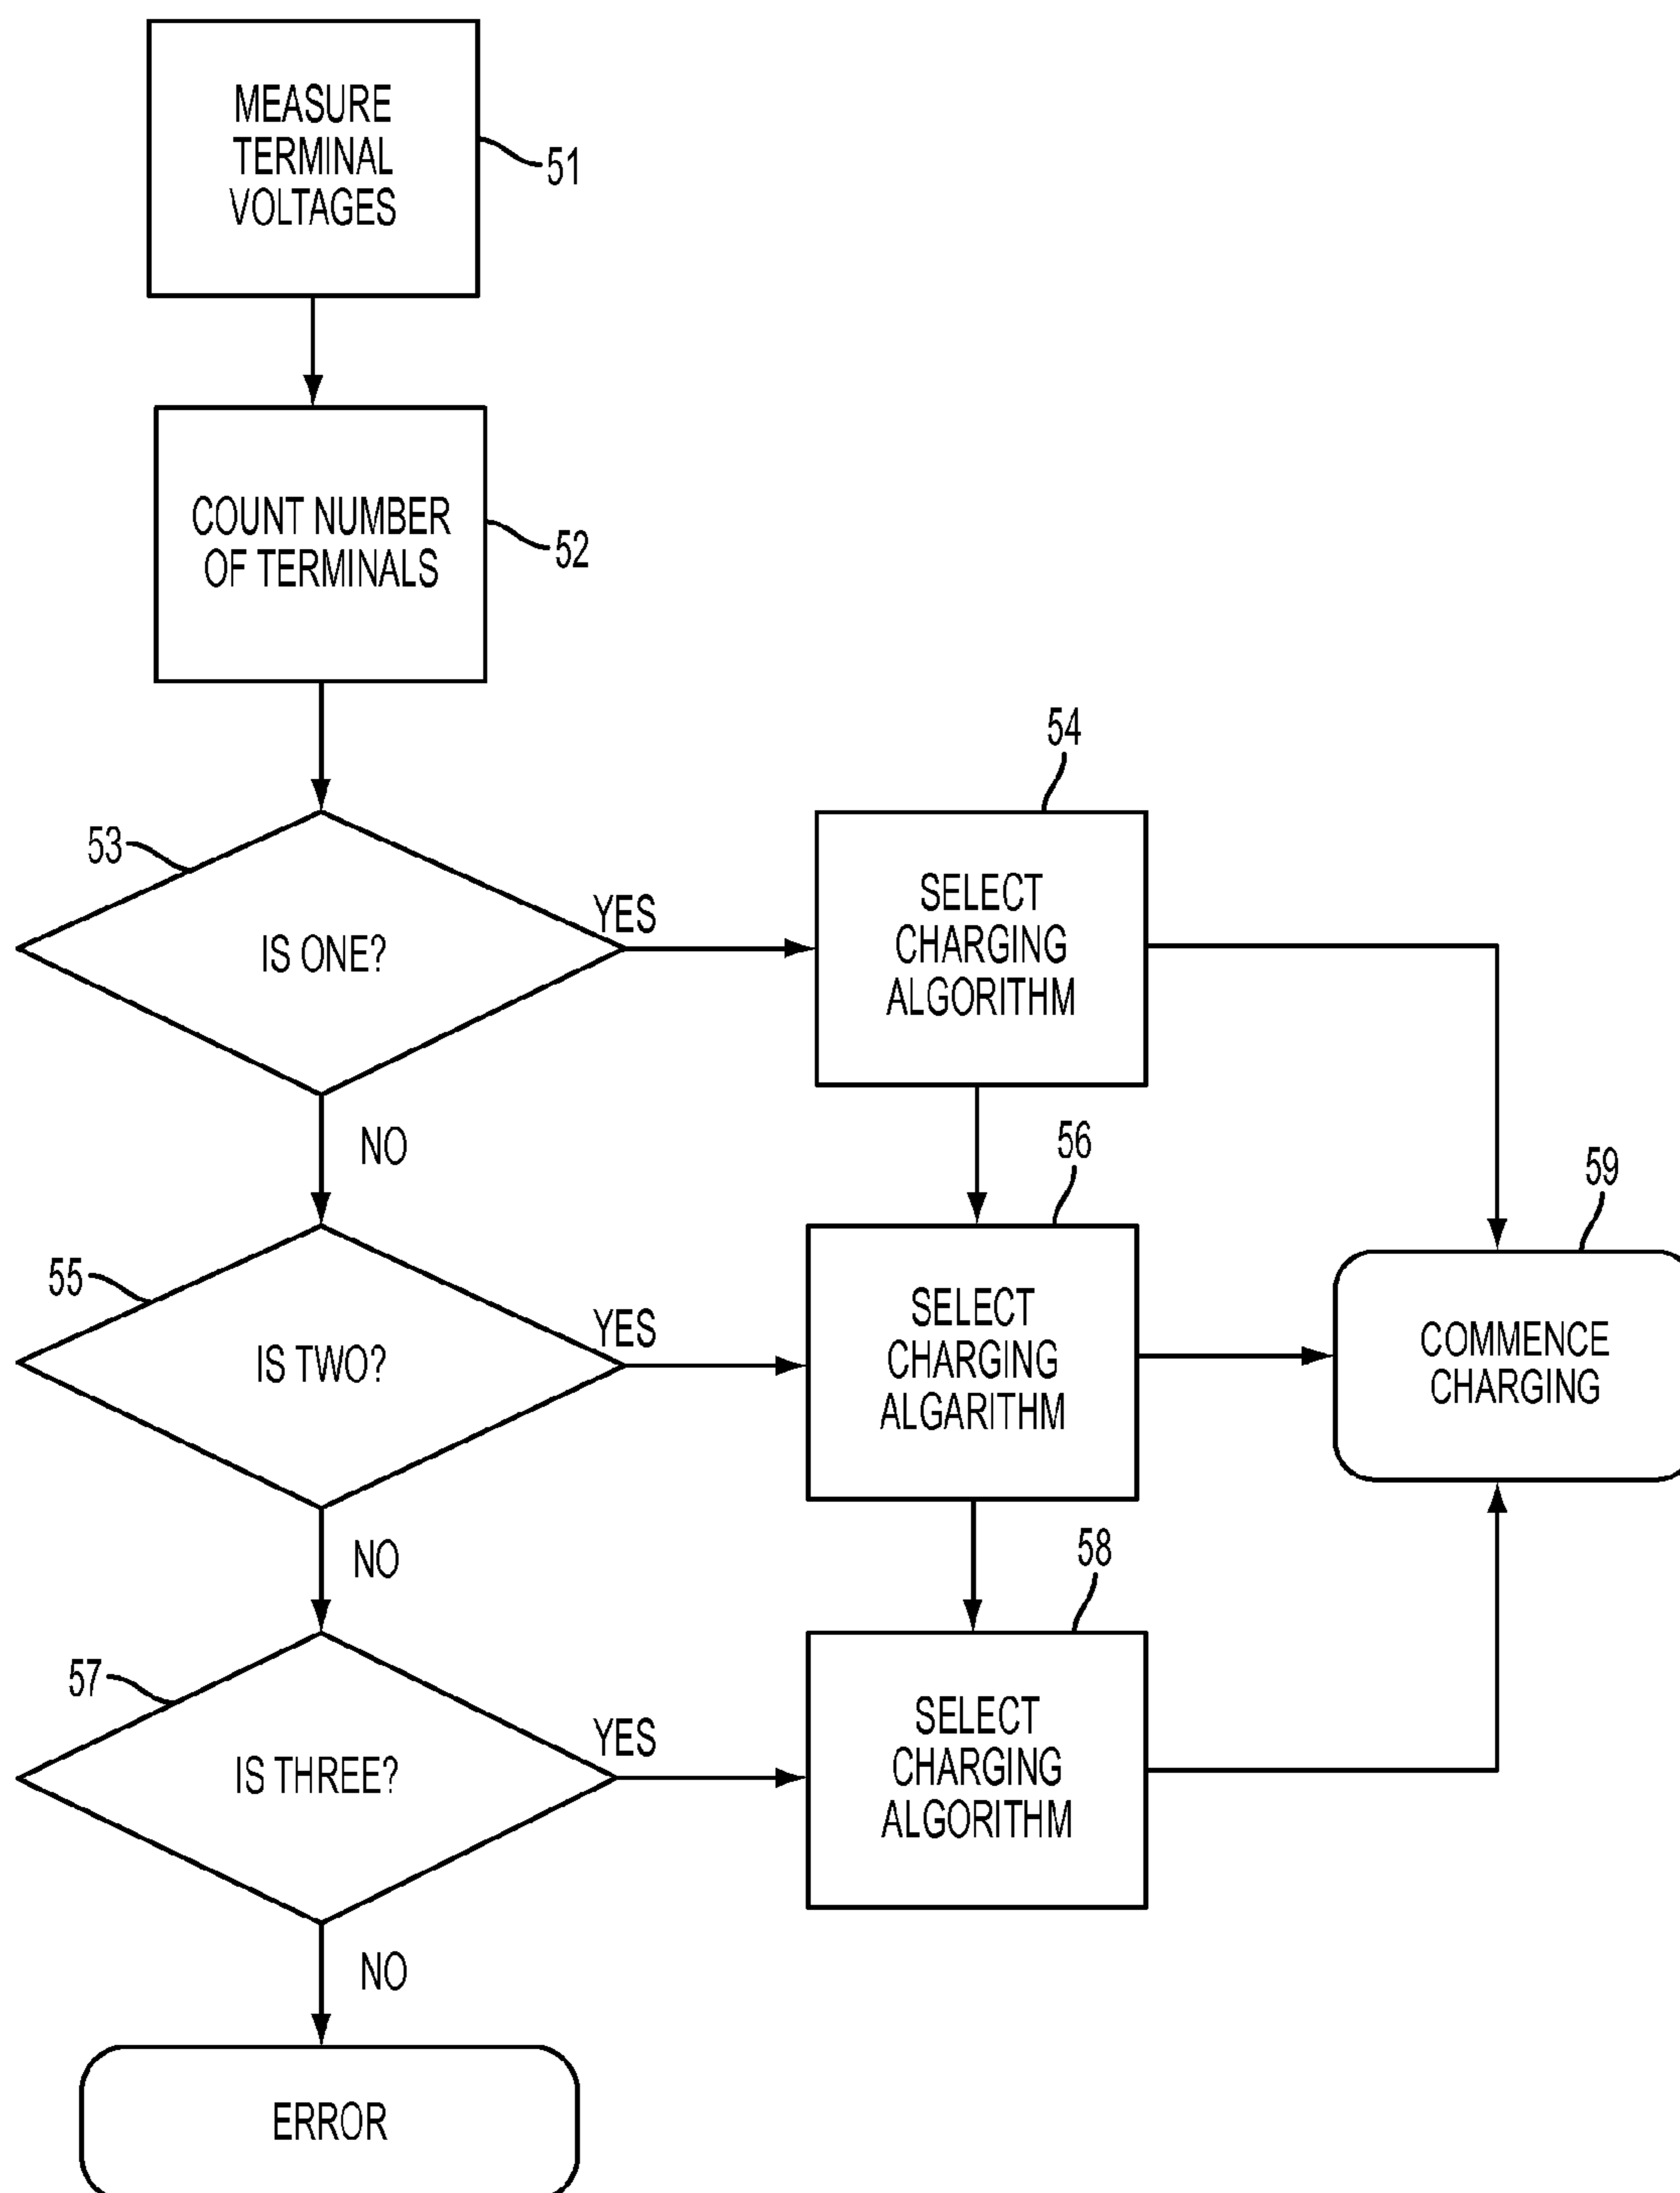 MEASURE
TERMINAL
VOLTAGES
51
COUNT NUMBER
OF TERMINALS
52
53
IS ONE?
YES
NO
54
SELECT
CHARGING
ALGORITHM
55
IS TWO?
YES
NO
56
SELECT
CHARGING
ALGARITHM
59
COMMENCE
CHARGING
57
IS THREE?
YES
NO
58
SELECT
CHARGING
ALGORITHM
ERROR